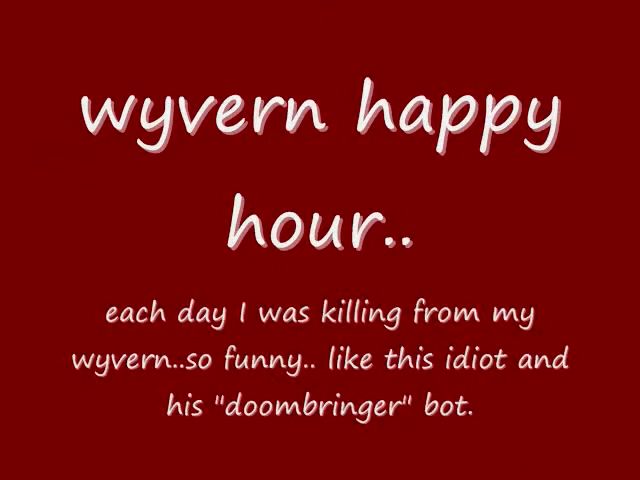 wyvern happy
hour..
each day I was killing from my
wyvern..so funny.. like this idiot and
his "doombringer" bot.